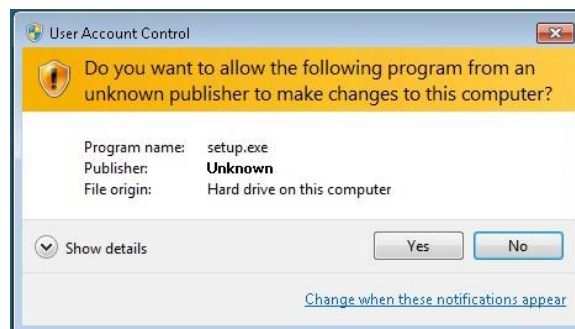 User Account Control
Do you want to allow the following program from an
unknown publisher to make changes to this computer?
Program name: setup.exe
Publisher: Unknown
File origin: Hard drive on this computer
Show details
Yes
No
Change when these notifications appear